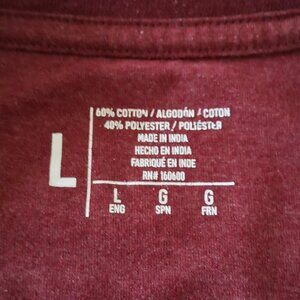 60% COTTON / ALGODÓN / COTON
40% POLYESTER / POLIÉSTER
MADE IN INDIA
HECHO EN INDIA
FABRIQUÉ EN INDE
RN# 160600
L
L G G
ENG SPN FRN